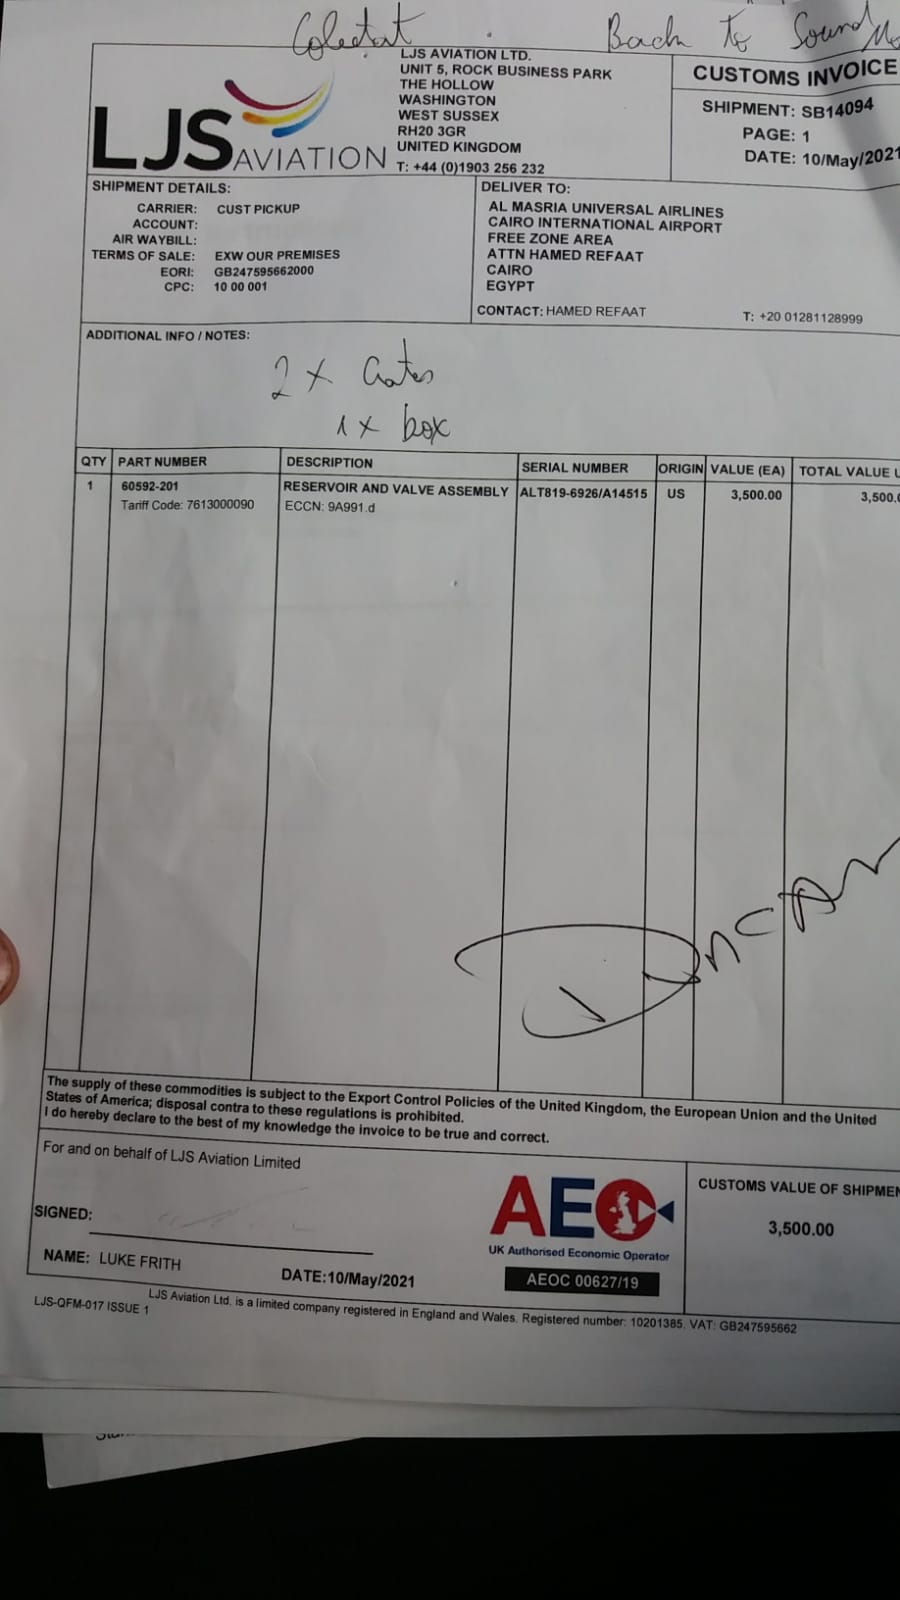 Back To Sound
LJS AVIATION
LJS AVIATION LTD.
UNIT 5, ROCK BUSINESS PARK
THE HOLLOW
WASHINGTON
WEST SUSSEX
RH20 3GR
UNITED KINGDOM
T: +44 (0)1903 256 232
CUSTOMS INVOICE
SHIPMENT: SB14094
PAGE: 1
DATE: 10/May/2021
SHIPMENT DETAILS:
CARRIER: CUST PICKUP
ACCOUNT:
AIR WAYBILL:
TERMS OF SALE: EXW OUR PREMISES
EORI: GB247595662000
CPC: 10 00 001
DELIVER TO:
AL MASRIA UNIVERSAL AIRLINES
CAIRO INTERNATIONAL AIRPORT
FREE ZONE AREA
ATTN HAMED REFAAT
CAIRO
EGYPT
CONTACT: HAMED REFAAT T: +20 01281128999
ADDITIONAL INFO / NOTES:
2 x Crates
1 x box
QTY PART NUMBER DESCRIPTION SERIAL NUMBER ORIGIN VALUE (EA) TOTAL VALUE U
1 60592-201 RESERVOIR AND VALVE ASSEMBLY ALT819-6926/A14515 US 3,500.00 3,500.
Tariff Code: 7613000090 ECCN: 9A991.d
The supply of these commodities is subject to the Export Control Policies of the United Kingdom, the European Union and the United
States of America; disposal contra to these regulations is prohibited.
I do hereby declare to the best of my knowledge the invoice to be true and correct.
For and on behalf of LJS Aviation Limited
SIGNED:
NAME: LUKE FRITH
DATE:10/May/2021
AEO
UK Authorised Economic Operator
AEOC 00627/19
CUSTOMS VALUE OF SHIPMEN
3,500.00
LJS-QFM-017 ISSUE 1
LJS Aviation Ltd. is a limited company registered in England and Wales. Registered number: 10201385. VAT: GB247595662